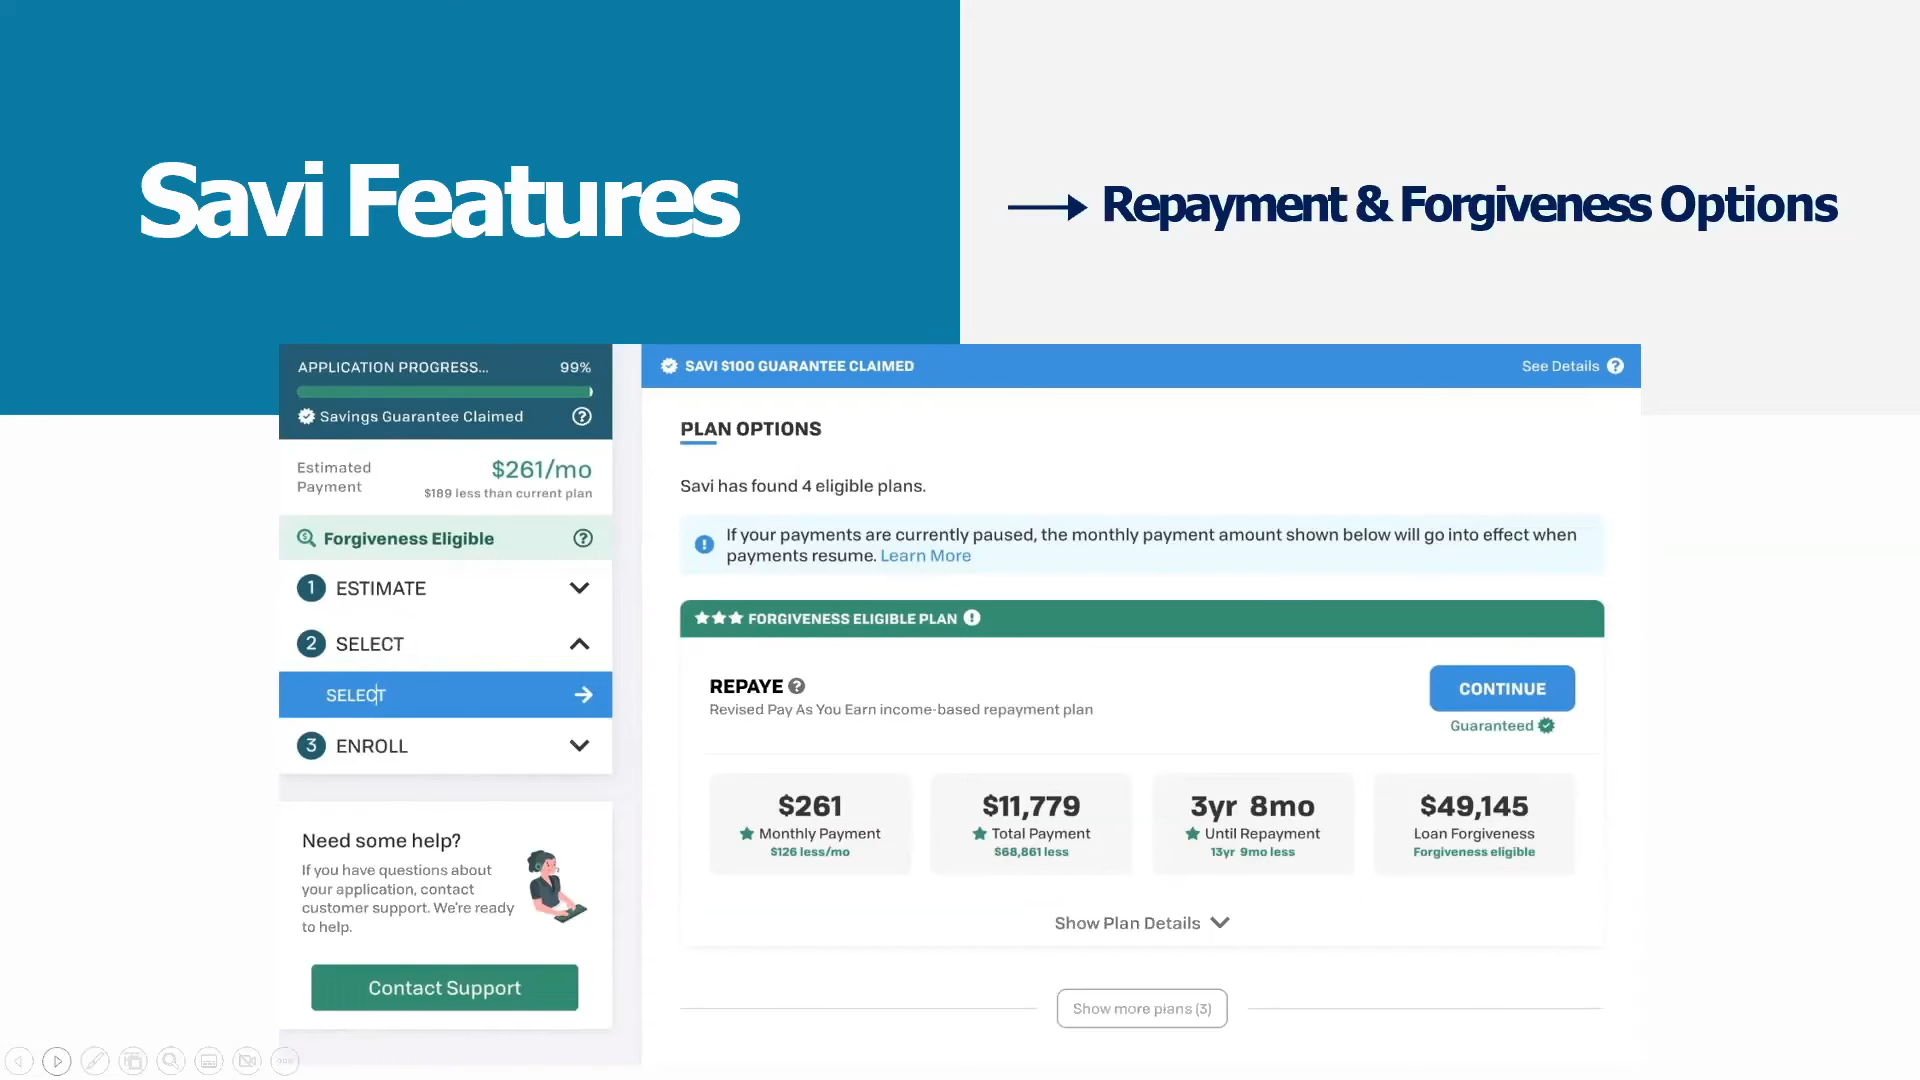 Savi Features
Repayment & Forgiveness Options
APPLICATION PROGRESS... 99%
Savings Guarantee Claimed
Estimated Payment
$261/mo
$189 less than current plan
Forgiveness Eligible
1 ESTIMATE
2 SELECT
SELECT
3 ENROLL
Need some help?
If you have questions about
your application, contact
customer support. We're ready
to help.
Contact Support
SAVI $100 GUARANTEE CLAIMED
See Details
PLAN OPTIONS
Savi has found 4 eligible plans.
If your payments are currently paused, the monthly payment amount shown below will go into effect when
payments resume. Learn More
FORGIVENESS ELIGIBLE PLAN
REPAYE
Revised Pay As You Earn income-based repayment plan
CONTINUE
Guaranteed
$261
Monthly Payment
$126 less/mo
$11,779
Total Payment
$68,861 less
3yr 8mo
Until Repayment
13yr 9mo less
$49,145
Loan Forgiveness
Forgiveness eligible
Show Plan Details
Show more plans (3)